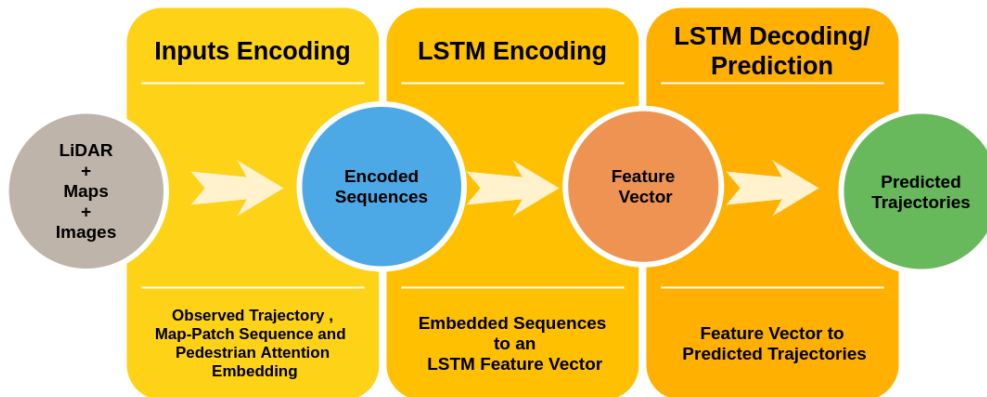 Inputs Encoding
LSTM Encoding
LSTM Decoding/
Prediction
LiDAR
+
Maps
+
Images
Encoded
Sequences
Feature
Vector
Predicted
Trajectories
Observed Trajectory ,
Map-Patch Sequence and
Pedestrian Attention
Embedding
Embedded Sequences
to an
LSTM Feature Vector
Feature Vector to
Predicted Trajectories